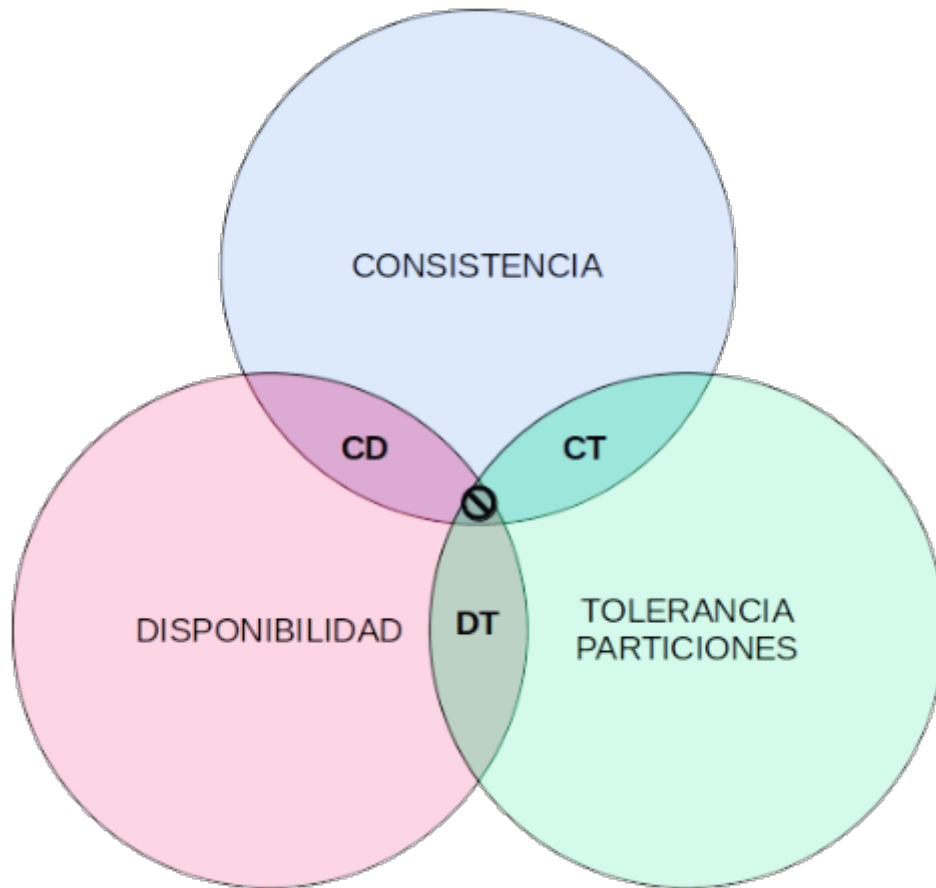 CONSISTENCIA
CD
CT
DISPONIBILIDAD
DT
TOLERANCIA
PARTICIONES